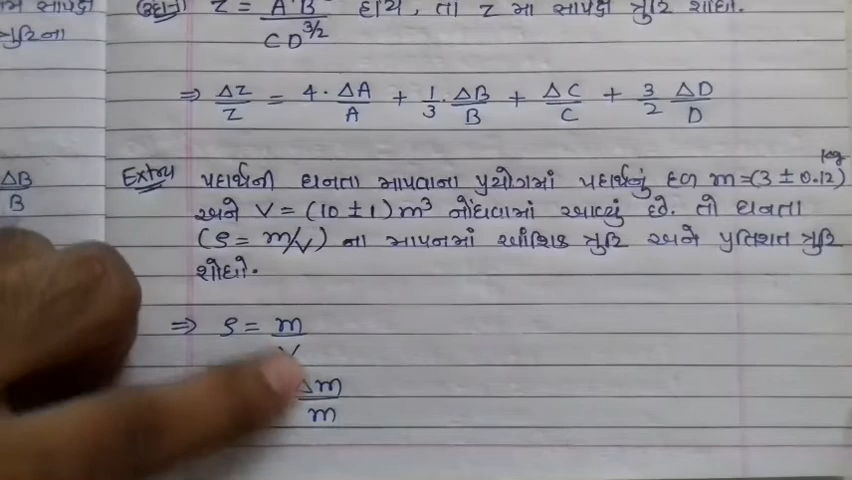 સાપેક્ષ
ત્રુટિના
ΔB
B
ઉદા. Z = A⁴B
CD^3/2 હોય, તો Z માં સાપેક્ષ ત્રુટિ શોધો.
⇒ ΔZ/Z = 4 · ΔA/A + 1/3 · ΔB/B + ΔC/C + 3/2 ΔD/D
Extra પદાર્થની ઘનતા માપવાના પ્રયોગમાં પદાર્થનું દળ m = (3 ± 0.12) kg
અને V = (10 ± 1) m³ નોંધવામાં આવ્યું છે. તો ઘનતા
(ρ = m/V) ના માપનમાં આંશિક ત્રુટિ અને પ્રતિશત ત્રુટિ
શોધો.
⇒ ρ = m/V
Δm/m